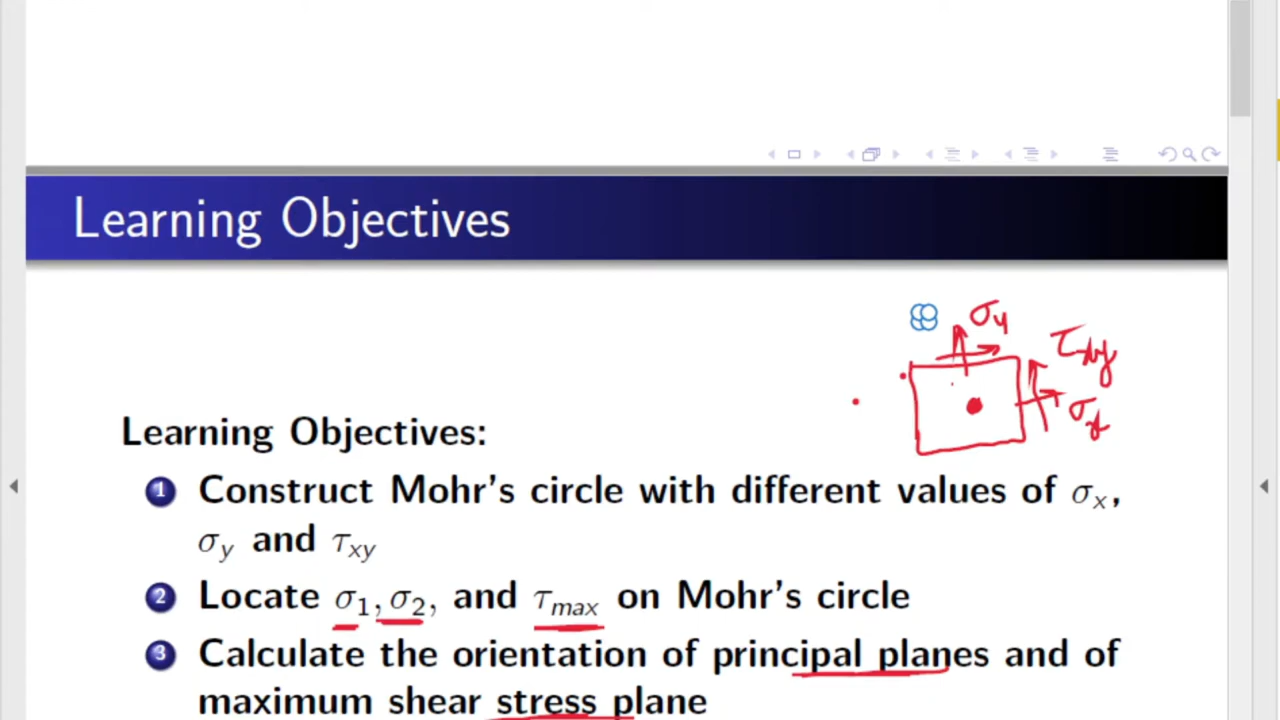 Learning Objectives
σy
τxy
σx
Learning Objectives:
1 Construct Mohr's circle with different values of σx,
σy and τxy
2 Locate σ1, σ2, and τmax on Mohr's circle
3 Calculate the orientation of principal planes and of
maximum shear stress plane